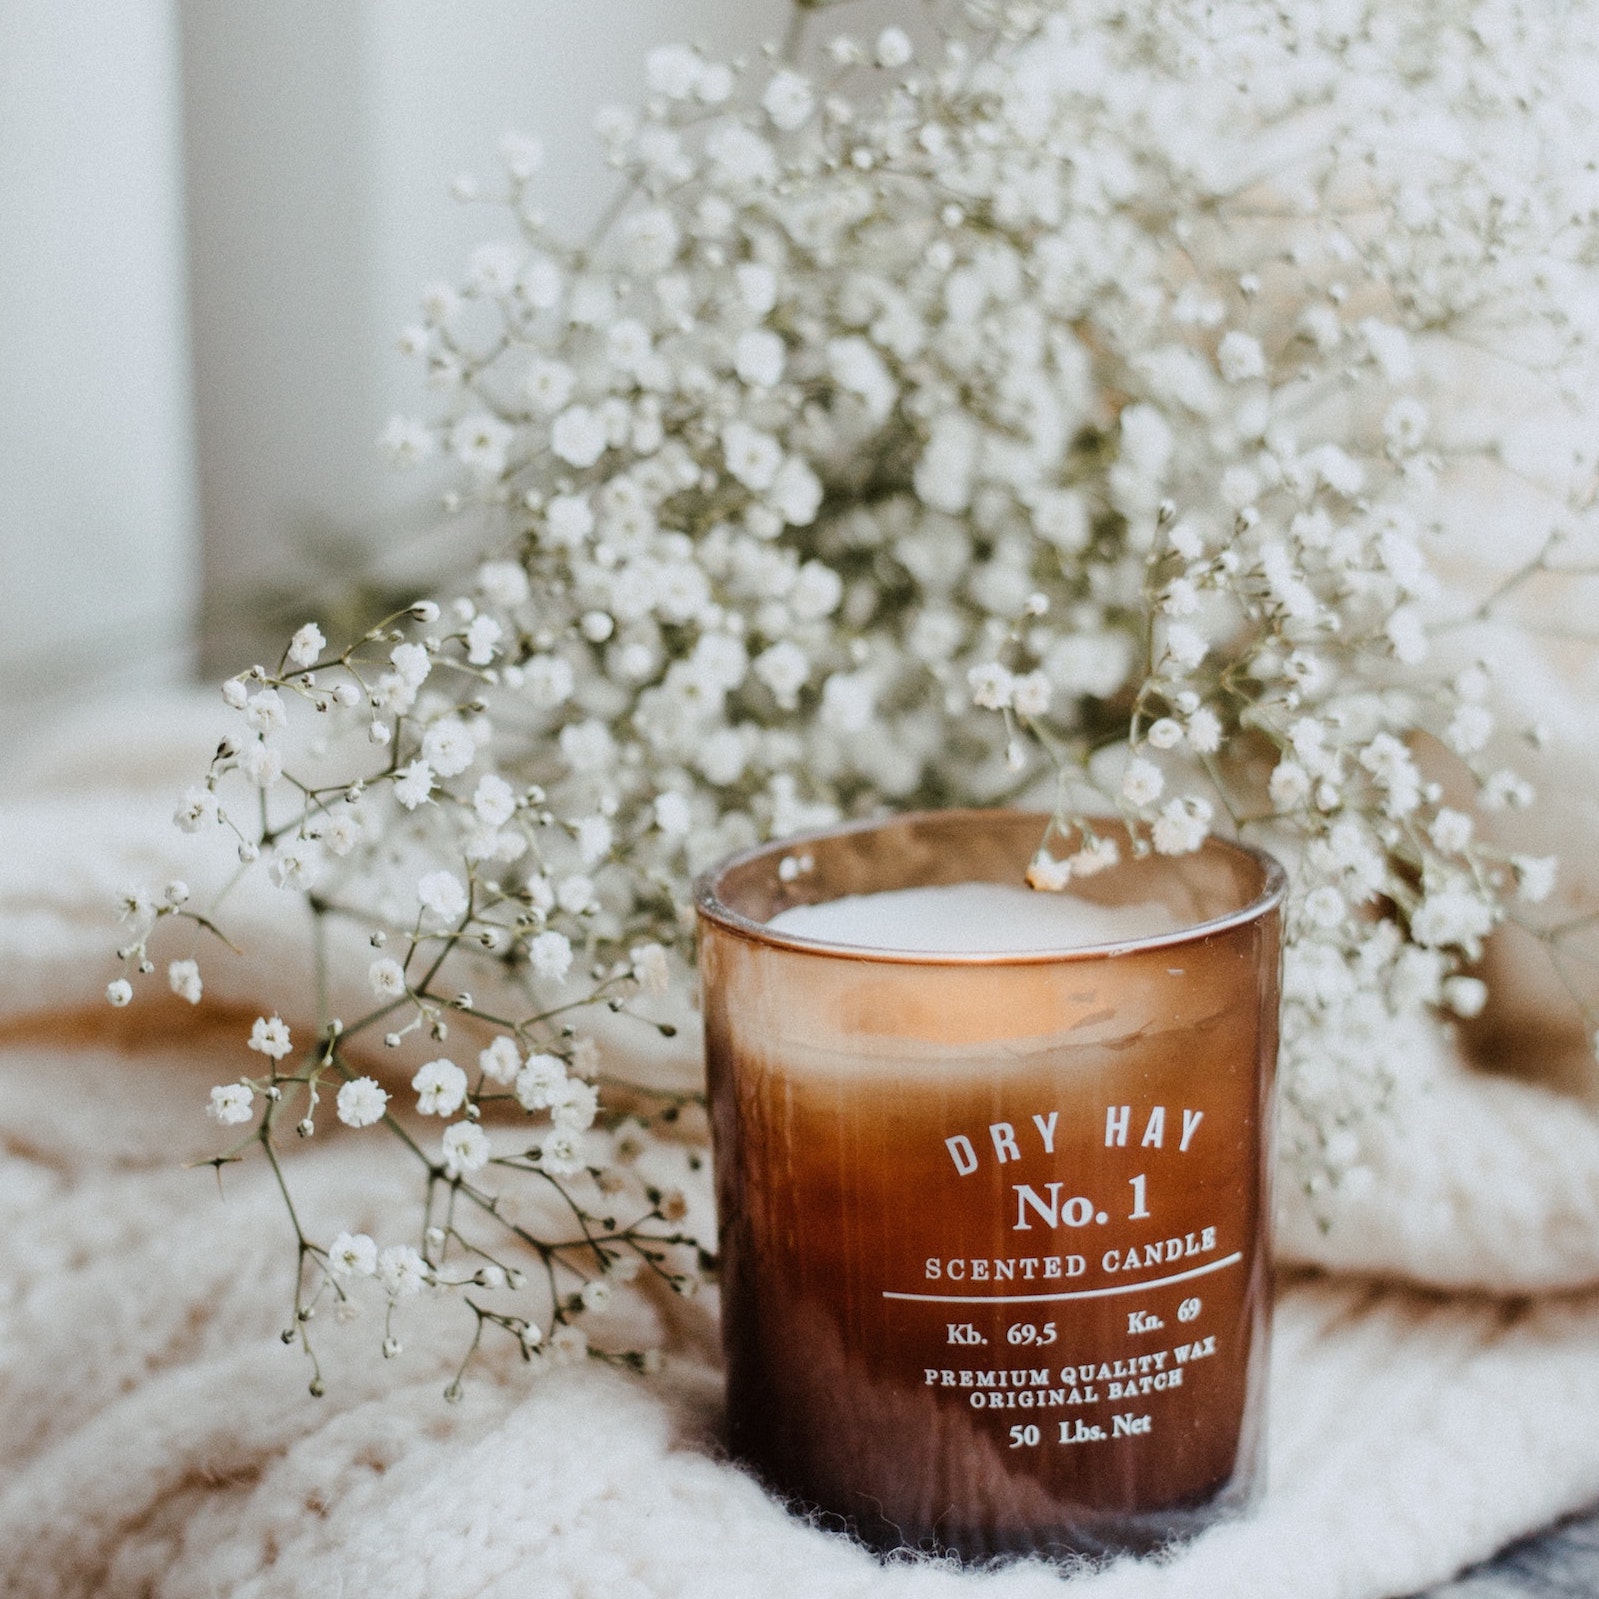 DRY HAY
No. 1
SCENTED CANDLE
Kb. 69,5 Kn. 69
PREMIUM QUALITY WAX
ORIGINAL BATCH
50 Lbs. Net